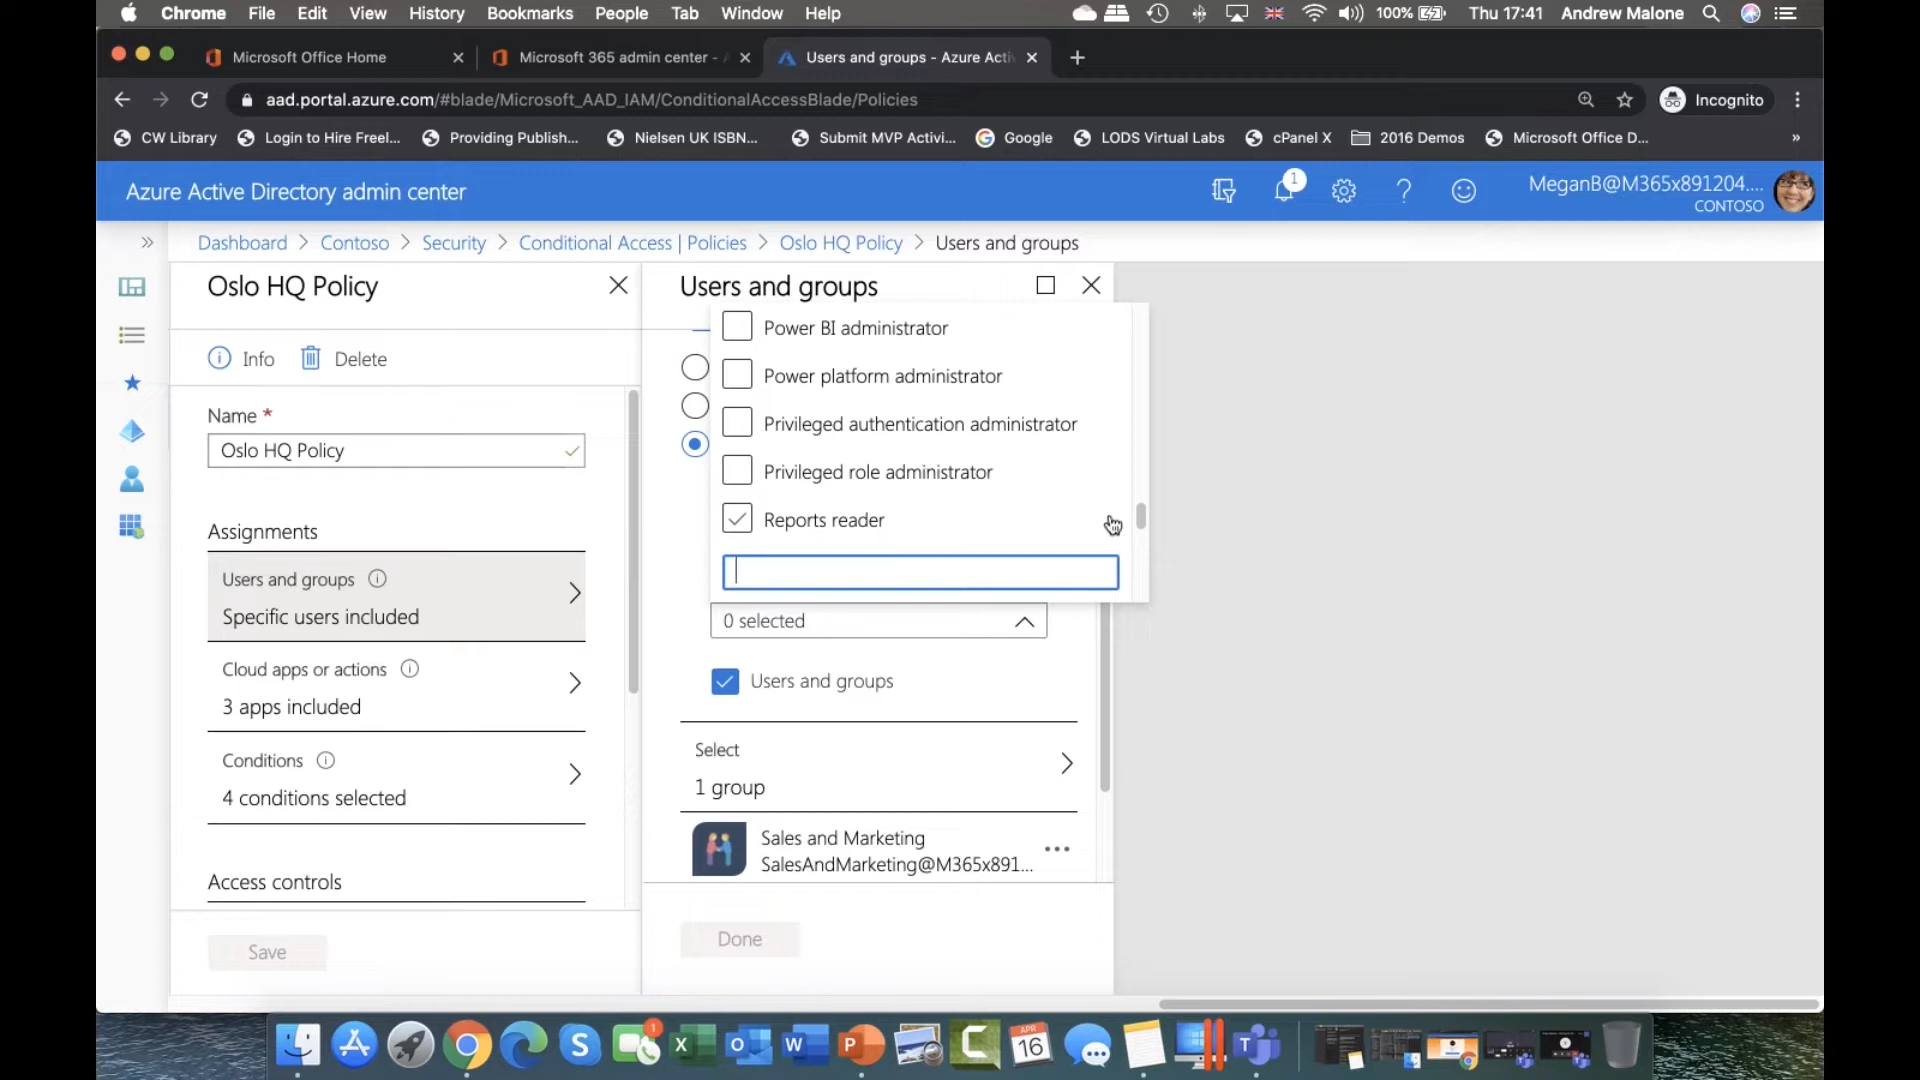 Chrome File Edit View History Bookmarks People Tab Window Help 100% Thu 17:41 Andrew Malone
Microsoft Office Home Microsoft 365 admin center - Users and groups - Azure Acti
aad.portal.azure.com/#blade/Microsoft_AAD_IAM/ConditionalAccessBlade/Policies Incognito
CW Library Login to Hire Freel... Providing Publish... Nielsen UK ISBN... Submit MVP Activi... Google LODS Virtual Labs cPanel X 2016 Demos Microsoft Office D... »
Azure Active Directory admin center 1 MeganB@M365x891204....
CONTOSO
Dashboard > Contoso > Security > Conditional Access | Policies > Oslo HQ Policy > Users and groups
Oslo HQ Policy
Info Delete
Name *
Oslo HQ Policy
Assignments
Users and groups
Specific users included
Cloud apps or actions
3 apps included
Conditions
4 conditions selected
Access controls
Save
Users and groups
Power BI administrator
Power platform administrator
Privileged authentication administrator
Privileged role administrator
Reports reader
0 selected
Users and groups
Select
1 group
Sales and Marketing
SalesAndMarketing@M365x891...
Done
1
APR
16